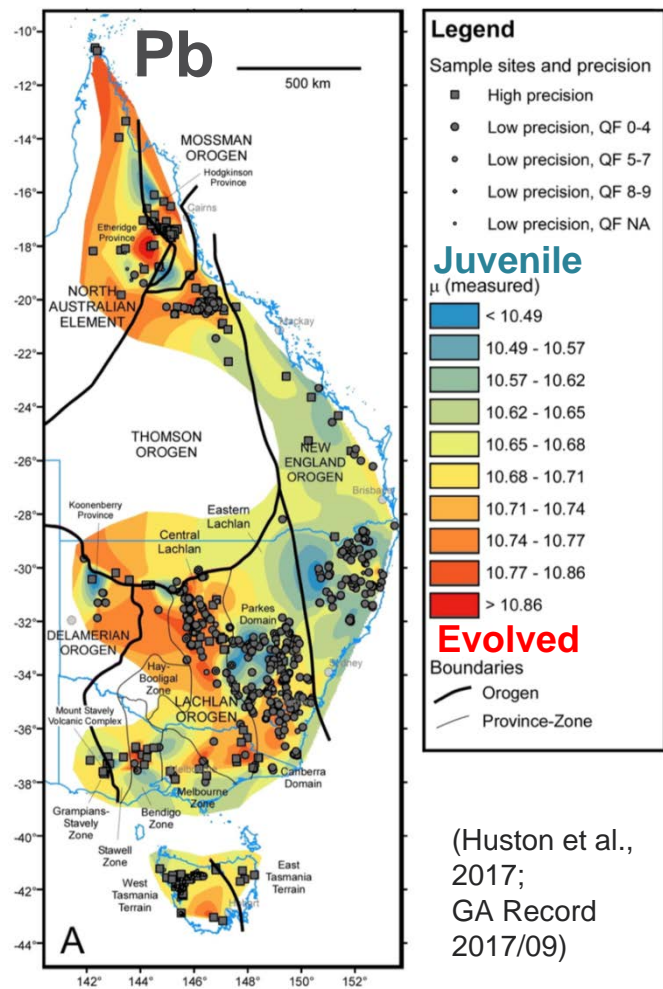 Pb
500 km
-10°
-12°
-14°
-16°
-18°
-20°
-22°
-24°
-26°
-28°
-30°
-32°
-34°
-36°
-38°
-40°
-42°
-44°
142°
144°
146°
148°
150°
152°
MOSSMAN
OROGEN
Hodgkinson
Province
Cairns
Etheridge
Province
NORTH
AUSTRALIAN
ELEMENT
Mackay
THOMSON
OROGEN
NEW
ENGLAND
OROGEN
Brisbane
Koonenberry
Province
Eastern
Lachlan
Central
Lachlan
Parkes
Domain
DELAMERIAN
OROGEN
Hay-
Booligal
Zone
Sydney
LACHLAN
OROGEN
Mount Stavely
Volcanic Complex
Canberra
Domain
Melbourne
Melbourne
Zone
Grampians-
Stavely
Zone
Bendigo
Zone
Stawell
Zone
West
Tasmania
Terrain
East
Tasmania
Terrain
Hobart
A
Legend
Sample sites and precision
High precision
Low precision, QF 0-4
Low precision, QF 5-7
Low precision, QF 8-9
Low precision, QF NA
Juvenile
μ (measured)
< 10.49
10.49 - 10.57
10.57 - 10.62
10.62 - 10.65
10.65 - 10.68
10.68 - 10.71
10.71 - 10.74
10.74 - 10.77
10.77 - 10.86
> 10.86
Evolved
Boundaries
Orogen
Province-Zone
(Huston et al.,
2017;
GA Record
2017/09)